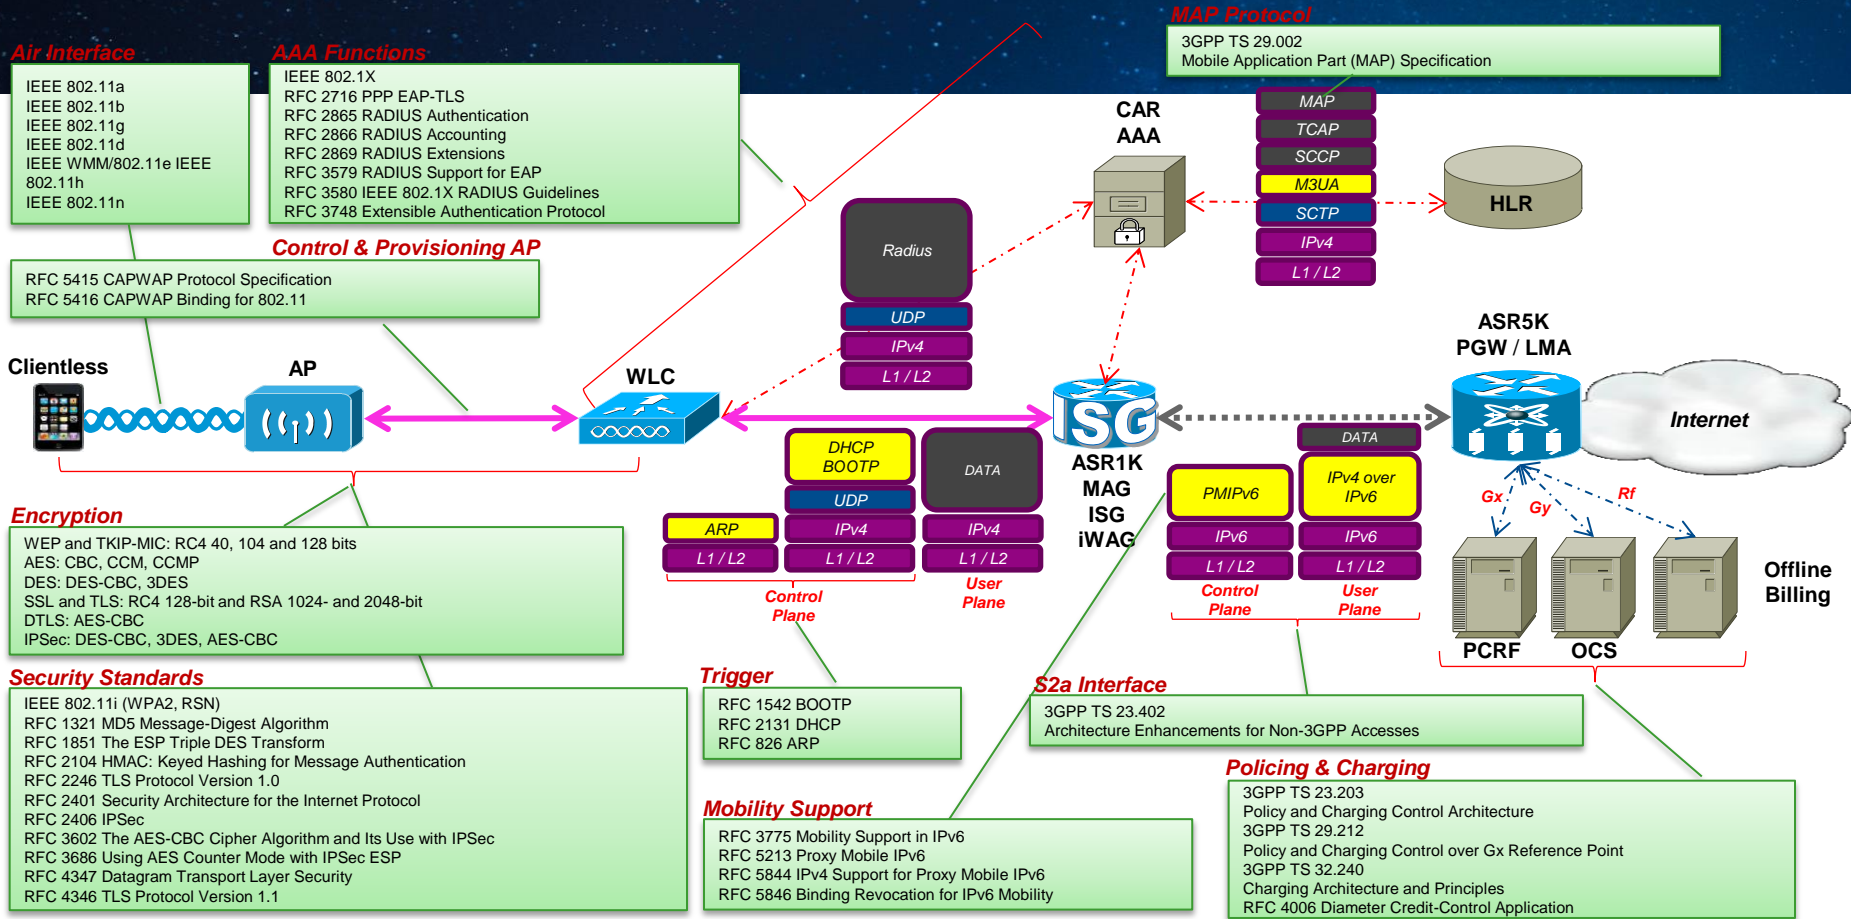 MAP Protocol
3GPP TS 29.002
Mobile Application Part (MAP) Specification
Air Interface
IEEE 802.11a
IEEE 802.11b
IEEE 802.11g
IEEE 802.11d
IEEE WMM/802.11e IEEE
802.11h
IEEE 802.11n
AAA Functions
IEEE 802.1X
RFC 2716 PPP EAP-TLS
RFC 2865 RADIUS Authentication
RFC 2866 RADIUS Accounting
RFC 2869 RADIUS Extensions
RFC 3579 RADIUS Support for EAP
RFC 3580 IEEE 802.1X RADIUS Guidelines
RFC 3748 Extensible Authentication Protocol
Control & Provisioning AP
RFC 5415 CAPWAP Protocol Specification
RFC 5416 CAPWAP Binding for 802.11
CAR
AAA
MAP
TCAP
SCCP
M3UA
SCTP
IPv4
L1 / L2
HLR
Radius
UDP
IPv4
L1 / L2
Clientless
AP
WLC
ISG
ASR1K
MAG
ISG
iWAG
ASR5K
PGW / LMA
Internet
ARP
L1 / L2
DHCP
BOOTP
UDP
IPv4
L1 / L2
DATA
IPv4
L1 / L2
Control
Plane
User
Plane
PMIPv6
IPv6
L1 / L2
DATA
IPv4 over
IPv6
IPv6
L1 / L2
Control
Plane
User
Plane
Gx
Gy
Rf
PCRF
OCS
Offline
Billing
Encryption
WEP and TKIP-MIC: RC4 40, 104 and 128 bits
AES: CBC, CCM, CCMP
DES: DES-CBC, 3DES
SSL and TLS: RC4 128-bit and RSA 1024- and 2048-bit
DTLS: AES-CBC
IPSec: DES-CBC, 3DES, AES-CBC
Security Standards
IEEE 802.11i (WPA2, RSN)
RFC 1321 MD5 Message-Digest Algorithm
RFC 1851 The ESP Triple DES Transform
RFC 2104 HMAC: Keyed Hashing for Message Authentication
RFC 2246 TLS Protocol Version 1.0
RFC 2401 Security Architecture for the Internet Protocol
RFC 2406 IPSec
RFC 3602 The AES-CBC Cipher Algorithm and Its Use with IPSec
RFC 3686 Using AES Counter Mode with IPSec ESP
RFC 4347 Datagram Transport Layer Security
RFC 4346 TLS Protocol Version 1.1
Trigger
RFC 1542 BOOTP
RFC 2131 DHCP
RFC 826 ARP
Mobility Support
RFC 3775 Mobility Support in IPv6
RFC 5213 Proxy Mobile IPv6
RFC 5844 IPv4 Support for Proxy Mobile IPv6
RFC 5846 Binding Revocation for IPv6 Mobility
S2a Interface
3GPP TS 23.402
Architecture Enhancements for Non-3GPP Accesses
Policing & Charging
3GPP TS 23.203
Policy and Charging Control Architecture
3GPP TS 29.212
Policy and Charging Control over Gx Reference Point
3GPP TS 32.240
Charging Architecture and Principles
RFC 4006 Diameter Credit-Control Application